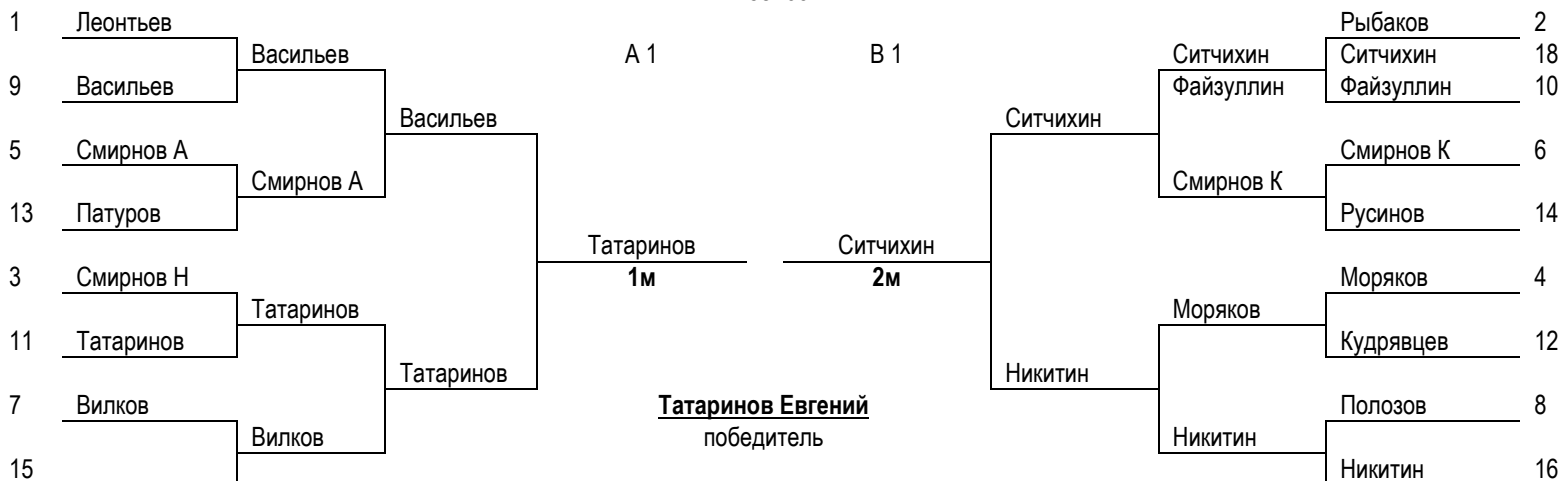 1 Леонтьев Рыбаков 2
Васильев А 1 В 1 Ситчихин Ситчихин 18
9 Васильев Файзуллин Файзуллин 10
Васильев Ситчихин
5 Смирнов А Смирнов К 6
Смирнов А Смирнов К
13 Патуров Русинов 14
Татаринов Ситчихин
3 Смирнов Н 1м 2м Моряков 4
Татаринов Моряков
11 Татаринов Кудрявцев 12
Татаринов Никитин
7 Вилков Татаринов Евгений Полозов 8
Вилков победитель Никитин
15 Никитин 16